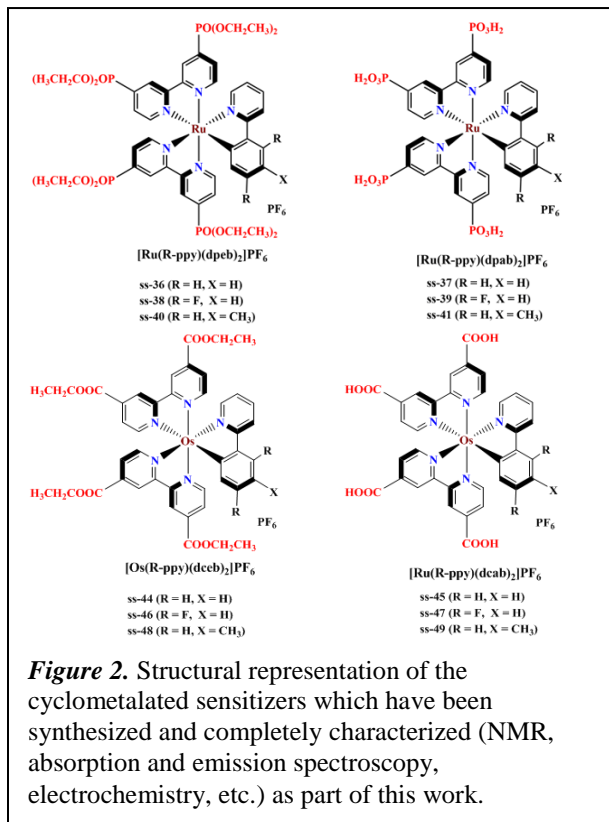 PO(OCH2CH3)2 PO3H2
(H3CH2CO)2OP H2O3P
N N N N N N
Ru Ru
R R
N N N N
X X
(H3CH2CO)2OP R H2O3P R
PF6 PF6
PO(OCH2CH3)2 PO3H2
[Ru(R-ppy)(dpeb)2]PF6 [Ru(R-ppy)(dpab)2]PF6
ss-36 (R = H, X = H) ss-37 (R = H, X = H)
ss-38 (R = F, X = H) ss-39 (R = F, X = H)
ss-40 (R = H, X = CH3) ss-41 (R = H, X = CH3)
COOCH2CH3 COOH
H3CH2COOC HOOC
N N N N N N
Os Os
R R
N N N N
X X
H3CH2COOC R HOOC R
PF6 PF6
COOCH2CH3 COOH
[Os(R-ppy)(dceb)2]PF6 [Ru(R-ppy)(dcab)2]PF6
ss-44 (R = H, X = H) ss-45 (R = H, X = H)
ss-46 (R = F, X = H) ss-47 (R = F, X = H)
ss-48 (R = H, X = CH3) ss-49 (R = H, X = CH3)
Figure 2. Structural representation of the
cyclometalated sensitizers which have been
synthesized and completely characterized (NMR,
absorption and emission spectroscopy,
electrochemistry, etc.) as part of this work.